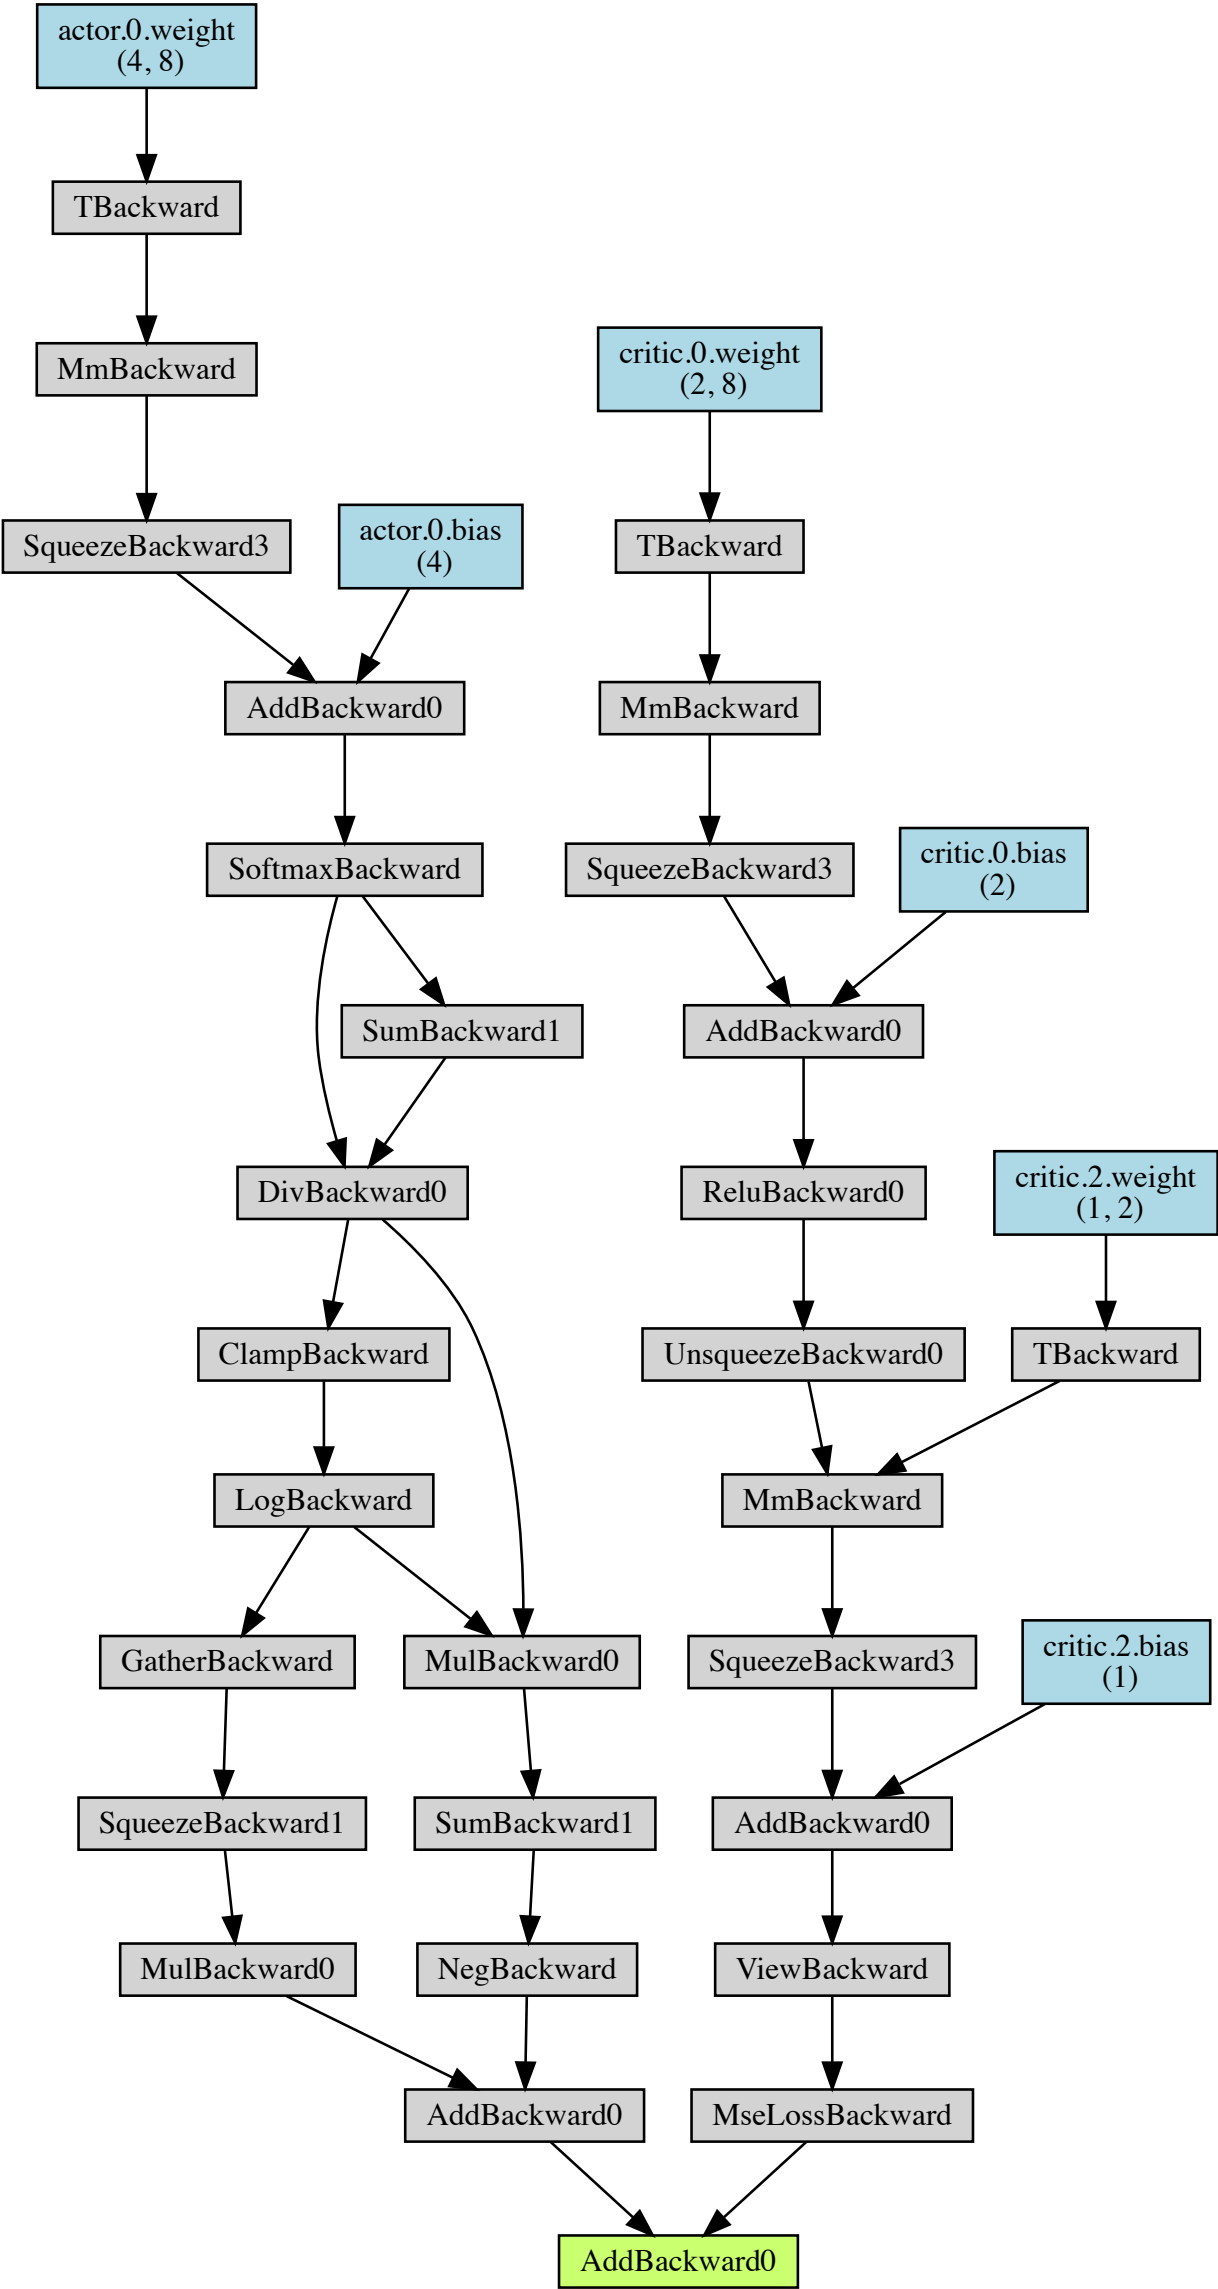 actor.0.weight
(4, 8)
TBackward
MmBackward
critic.0.weight
(2, 8)
SqueezeBackward3
actor.0.bias
(4)
TBackward
AddBackward0
MmBackward
SoftmaxBackward
SqueezeBackward3
critic.0.bias
(2)
SumBackward1
AddBackward0
DivBackward0
ReluBackward0
critic.2.weight
(1, 2)
ClampBackward
UnsqueezeBackward0
TBackward
LogBackward
MmBackward
GatherBackward
MulBackward0
SqueezeBackward3
critic.2.bias
(1)
SqueezeBackward1
SumBackward1
AddBackward0
MulBackward0
NegBackward
ViewBackward
AddBackward0
MseLossBackward
AddBackward0